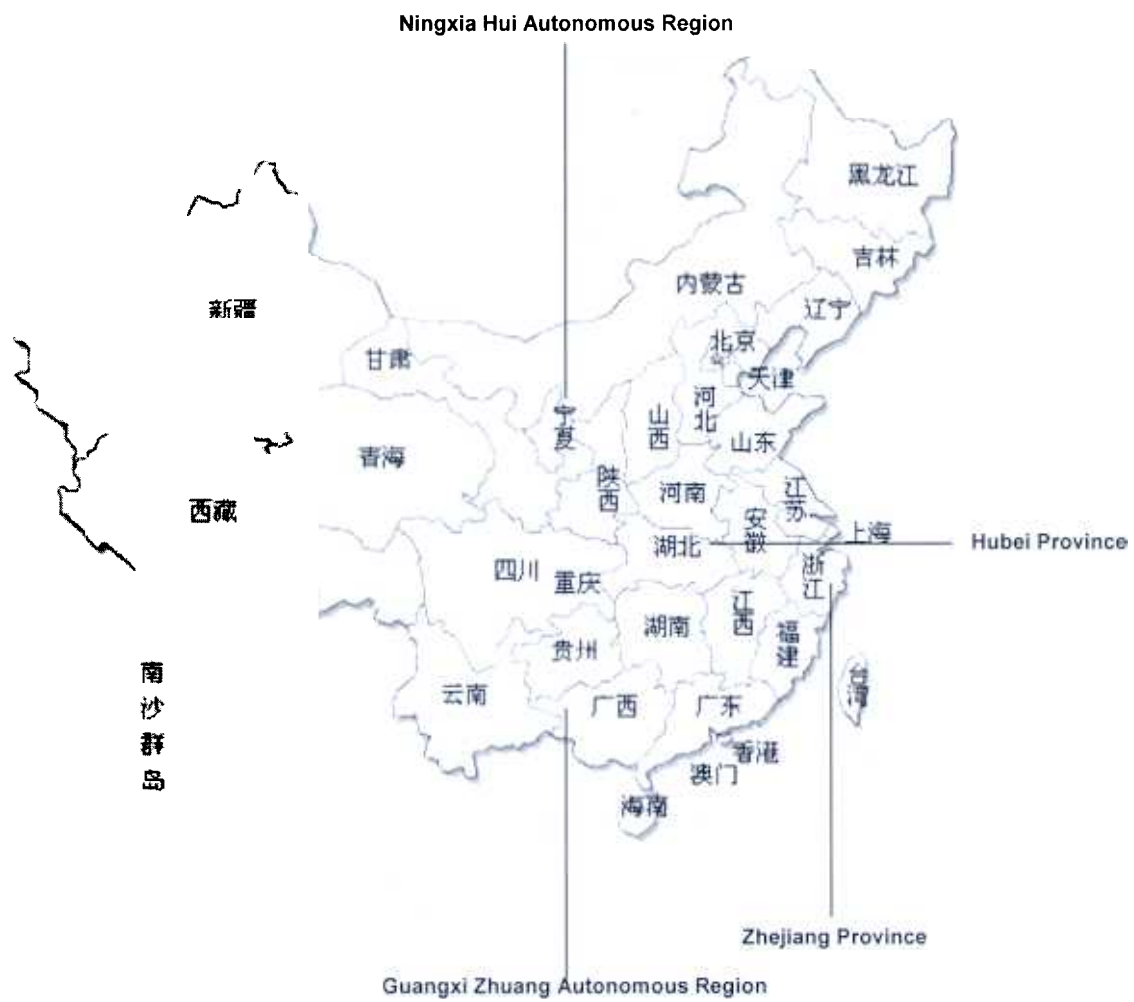 Ningxia Hui Autonomous Region
黑龙江
吉林
内蒙古
辽宁
新疆
北京
甘肃
天津
河北
宁夏
山西
山东
青海
陕西
河南
江苏
西藏
安徽
上海
湖北
Hubei Province
四川
重庆
浙江
江西
湖南
福建
贵州
台湾
南沙群岛
云南
广西
广东
香港
澳门
海南
Zhejiang Province
Guangxi Zhuang Autonomous Region